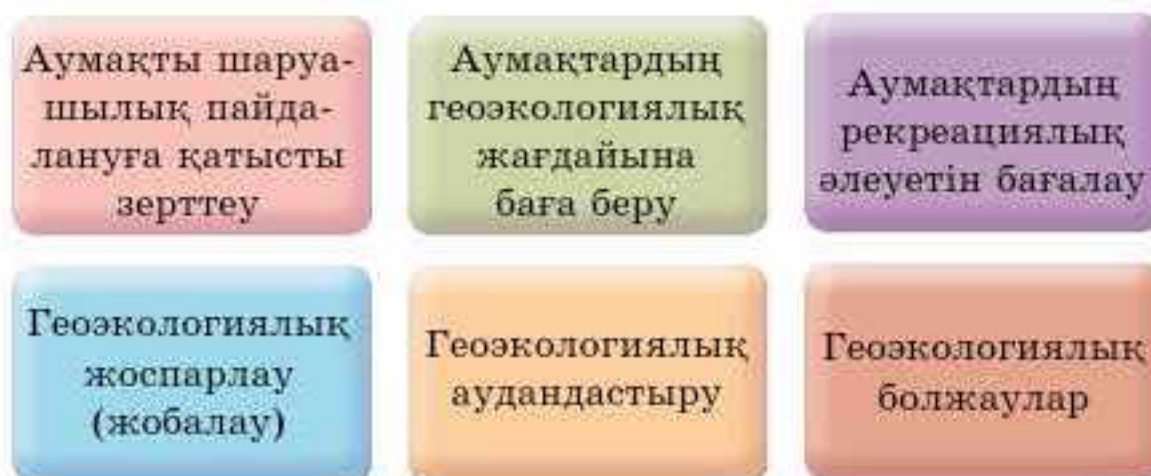 Аумақты шаруа-
шылық пайда-
лануға қатысты
зерттеу
Аумақтардың
геоэкологиялық
жағдайына
баға беру
Аумақтардың
рекреациялық
әлеуетін бағалау
Геоэкологиялық
жоспарлау
(жобалау)
Геоэкологиялық
аудандастыру
Геоэкологиялық
болжаулар